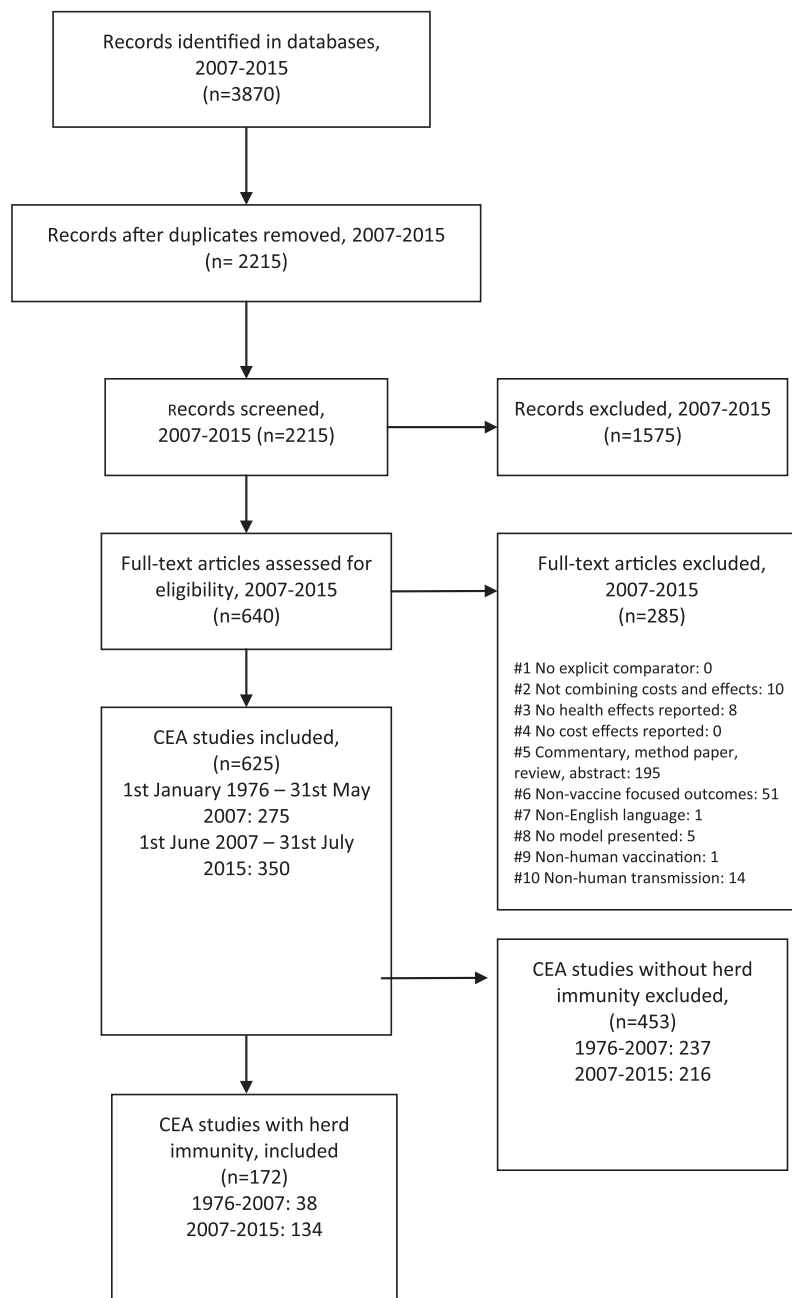 Records identified in databases,
2007-2015
(n=3870)
Records after duplicates removed, 2007-2015
(n= 2215)
Records screened,
2007-2015 (n=2215)
Records excluded, 2007-2015
(n=1575)
Full-text articles assessed for
eligibility, 2007-2015
(n=640)
Full-text articles excluded,
2007-2015
(n=285)
#1 No explicit comparator: 0
#2 Not combining costs and effects: 10
#3 No health effects reported: 8
#4 No cost effects reported: 0
#5 Commentary, method paper,
review, abstract: 195
#6 Non-vaccine focused outcomes: 51
#7 Non-English language: 1
#8 No model presented: 5
#9 Non-human vaccination: 1
#10 Non-human transmission: 14
CEA studies included,
(n=625)
1st January 1976 – 31st May
2007: 275
1st June 2007 – 31st July
2015: 350
CEA studies without herd
immunity excluded,
(n=453)
1976-2007: 237
2007-2015: 216
CEA studies with herd
immunity, included
(n=172)
1976-2007: 38
2007-2015: 134